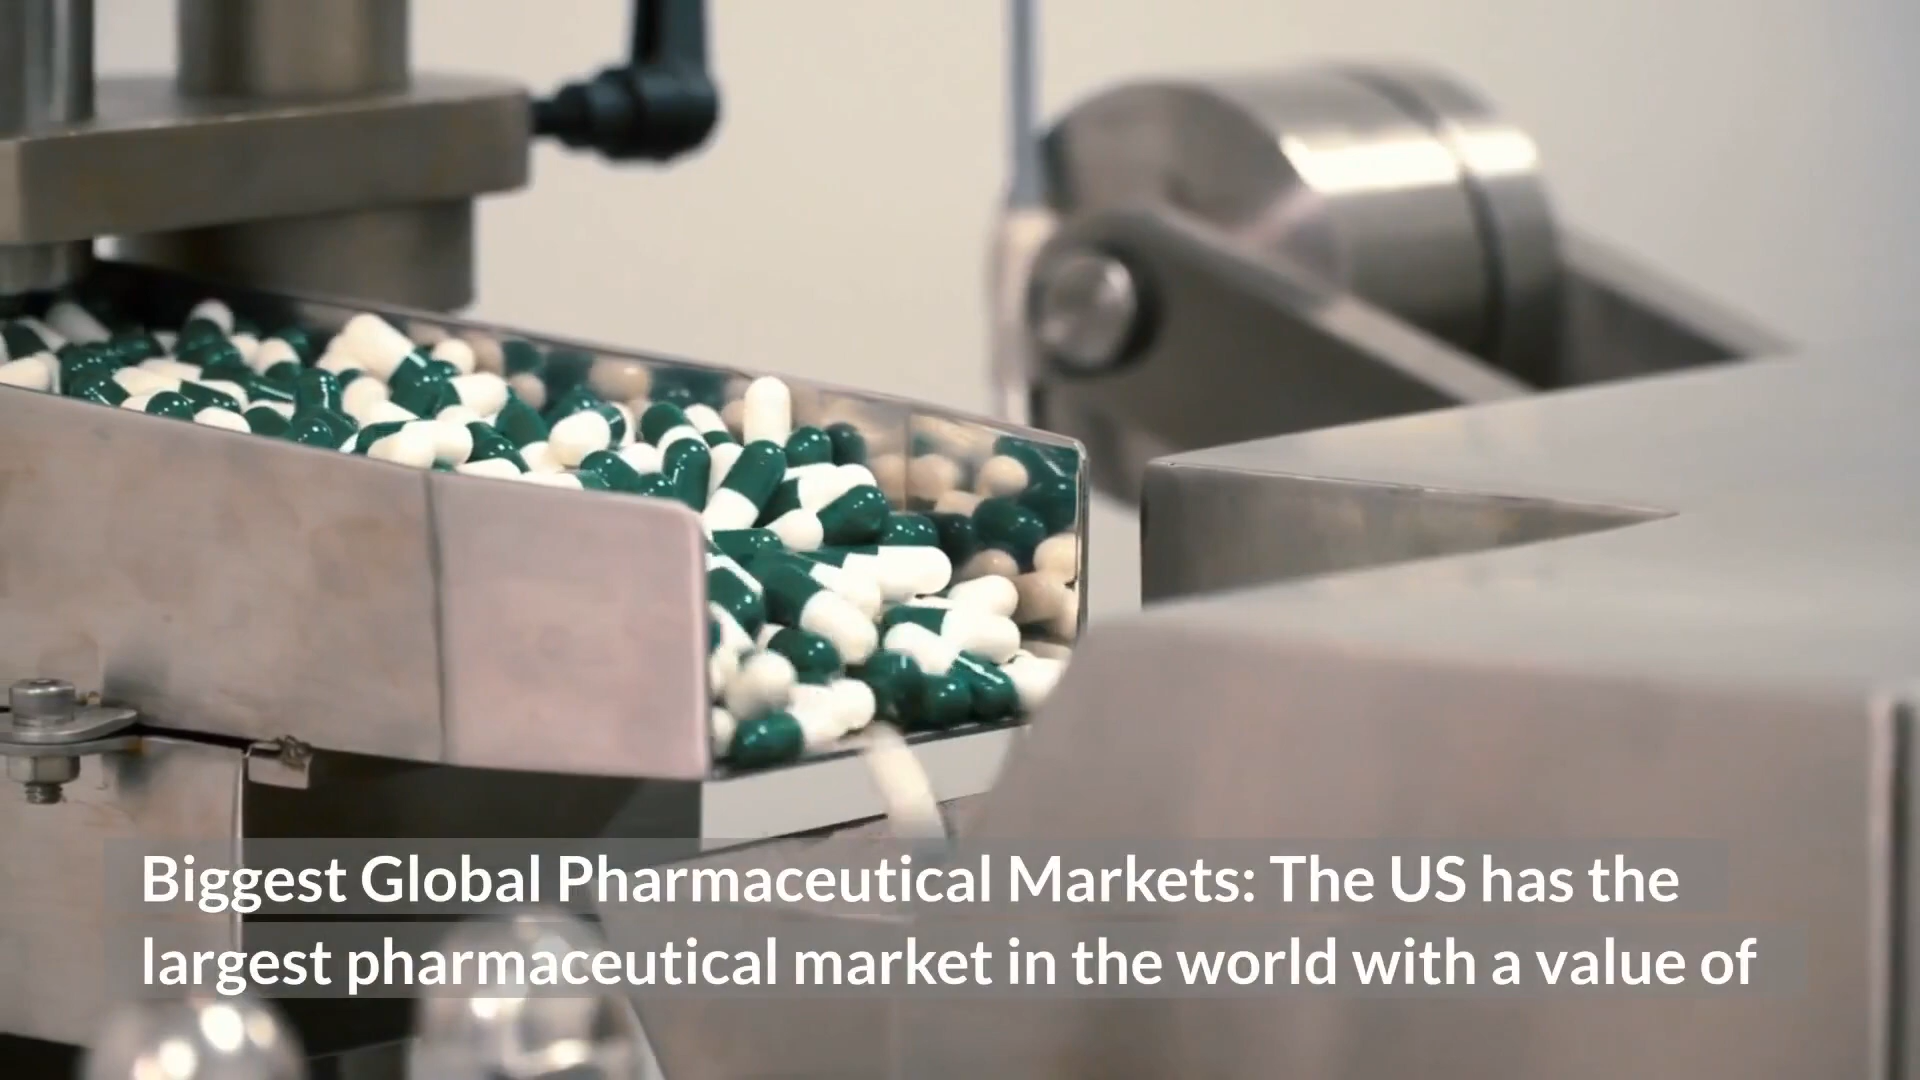 Biggest Global Pharmaceutical Markets: The US has the
largest pharmaceutical market in the world with a value of